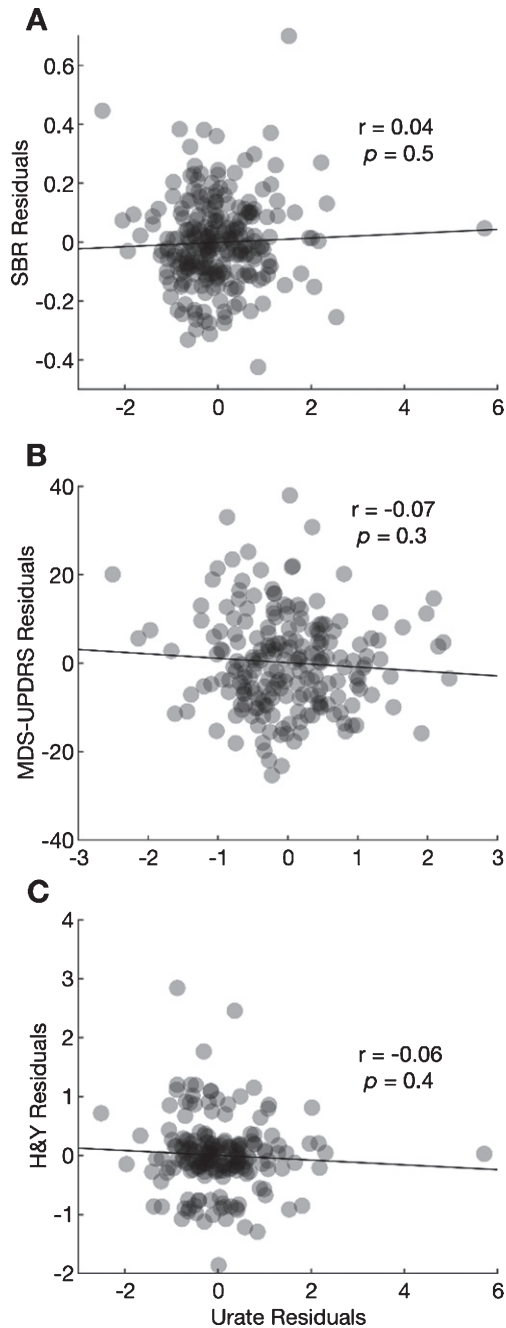 A
0.6
0.4
0.2
0
-0.2
-0.4
SBR Residuals
r = 0.04
p = 0.5
-2 0 2 4 6
B
40
20
0
-20
-40
MDS-UPDRS Residuals
r = -0.07
p = 0.3
-3 -2 -1 0 1 2 3
C
4
3
2
1
0
-1
-2
H&Y Residuals
r = -0.06
p = 0.4
-2 0 2 4 6
Urate Residuals